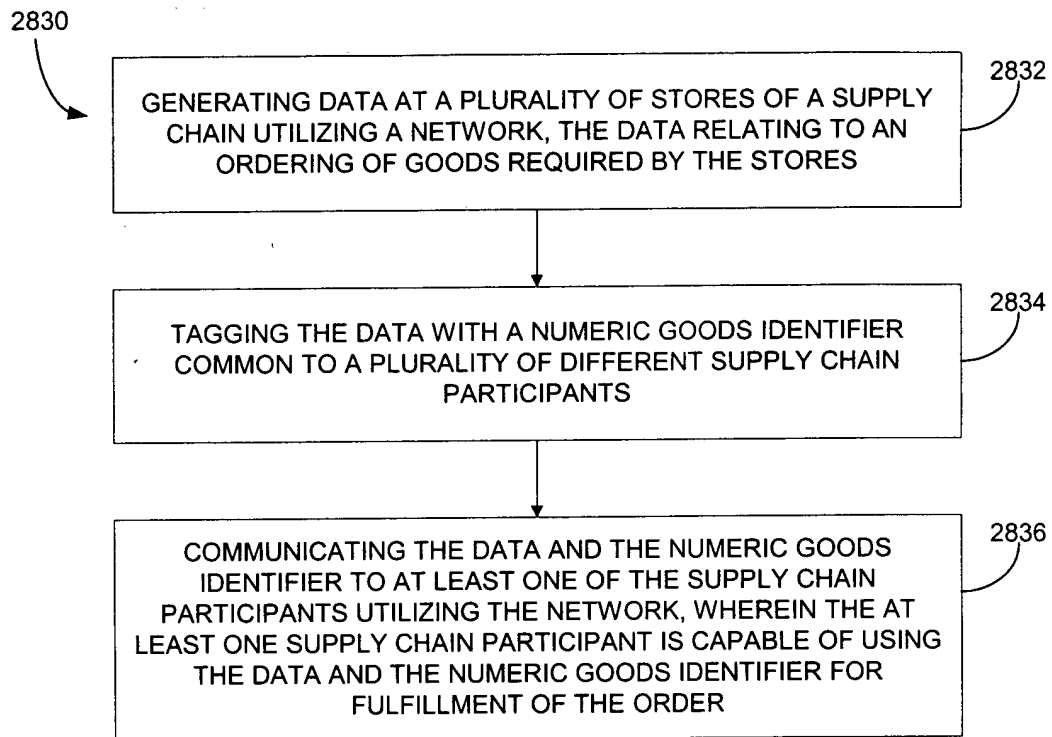 2830
2832
GENERATING DATA AT A PLURALITY OF STORES OF A SUPPLY
CHAIN UTILIZING A NETWORK, THE DATA RELATING TO AN
ORDERING OF GOODS REQUIRED BY THE STORES
2834
TAGGING THE DATA WITH A NUMERIC GOODS IDENTIFIER
COMMON TO A PLURALITY OF DIFFERENT SUPPLY CHAIN
PARTICIPANTS
2836
COMMUNICATING THE DATA AND THE NUMERIC GOODS
IDENTIFIER TO AT LEAST ONE OF THE SUPPLY CHAIN
PARTICIPANTS UTILIZING THE NETWORK, WHEREIN THE AT
LEAST ONE SUPPLY CHAIN PARTICIPANT IS CAPABLE OF USING
THE DATA AND THE NUMERIC GOODS IDENTIFIER FOR
FULFILLMENT OF THE ORDER